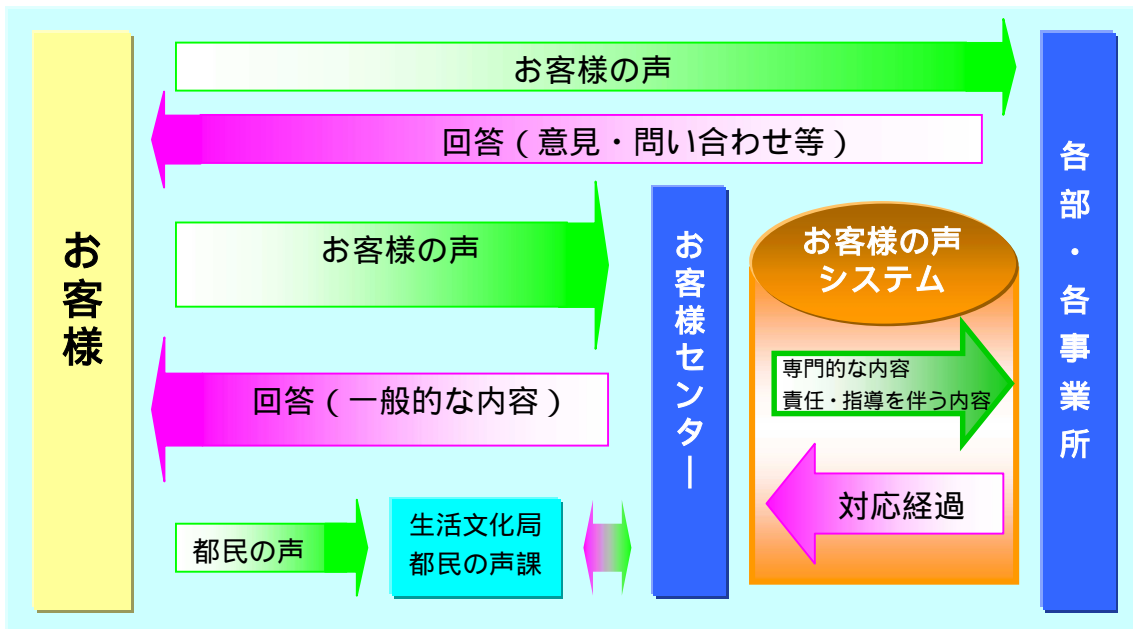 お客様
お客様の声
回答（意見・問い合わせ等）
お客様の声
回答（一般的な内容）
都民の声
生活文化局
都民の声課
お客様センター
お客様の声
システム
専門的な内容
責任・指導を伴う内容
対応経過
各部・各事業所